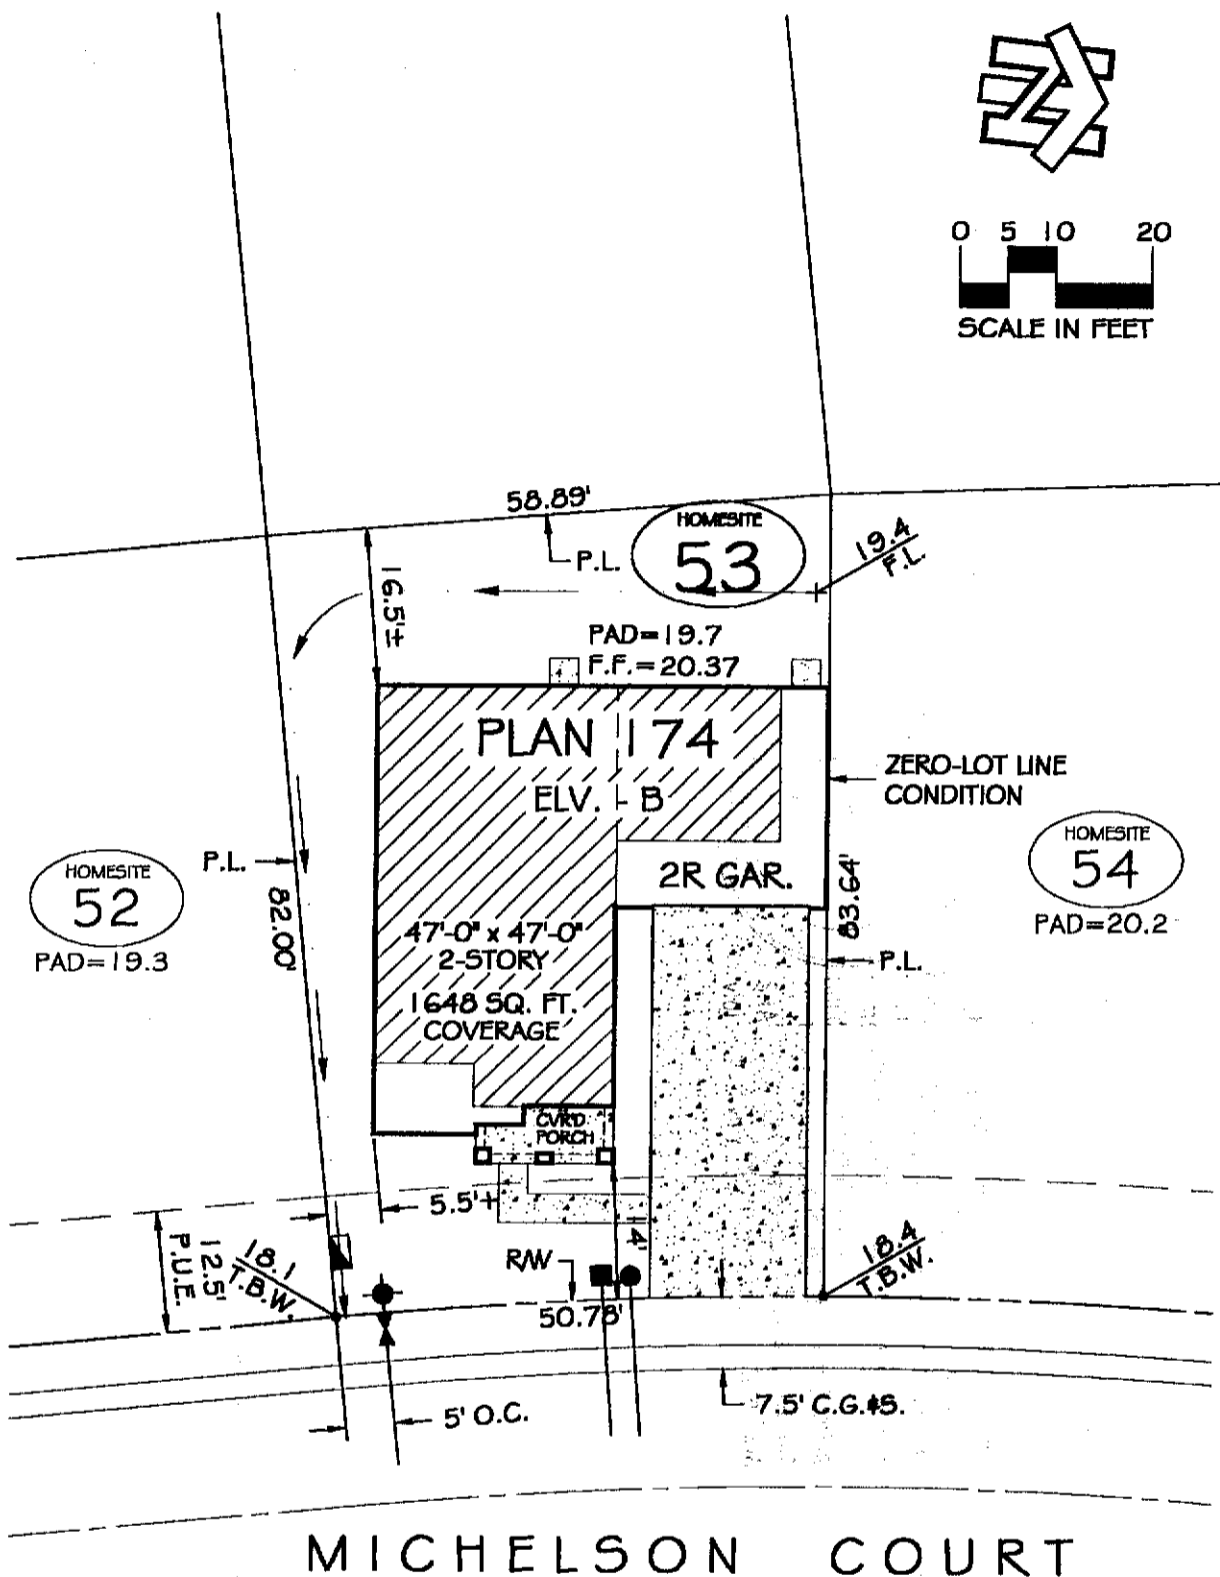 0 5 10 20
SCALE IN FEET
58.89'
HOMESITE
53
P.L.
19.4
F.L.
16.5'±
PAD=19.7
F.F.=20.37
PLAN 174
ELV. - B
ZERO-LOT LINE
CONDITION
HOMESITE
52
PAD=19.3
P.L.
82.00'
2R GAR.
83.64'
HOMESITE
54
PAD=20.2
47'-0" x 47'-0"
2-STORY
1648 SQ. FT.
COVERAGE
P.L.
CVR'D
PORCH
5.5'±
12.5'
P.U.E.
18.1
T.B.W.
R/W
14'
18.4
T.B.W.
50.78'
5' O.C.
7.5' C.G.&S.
MICHELSON COURT